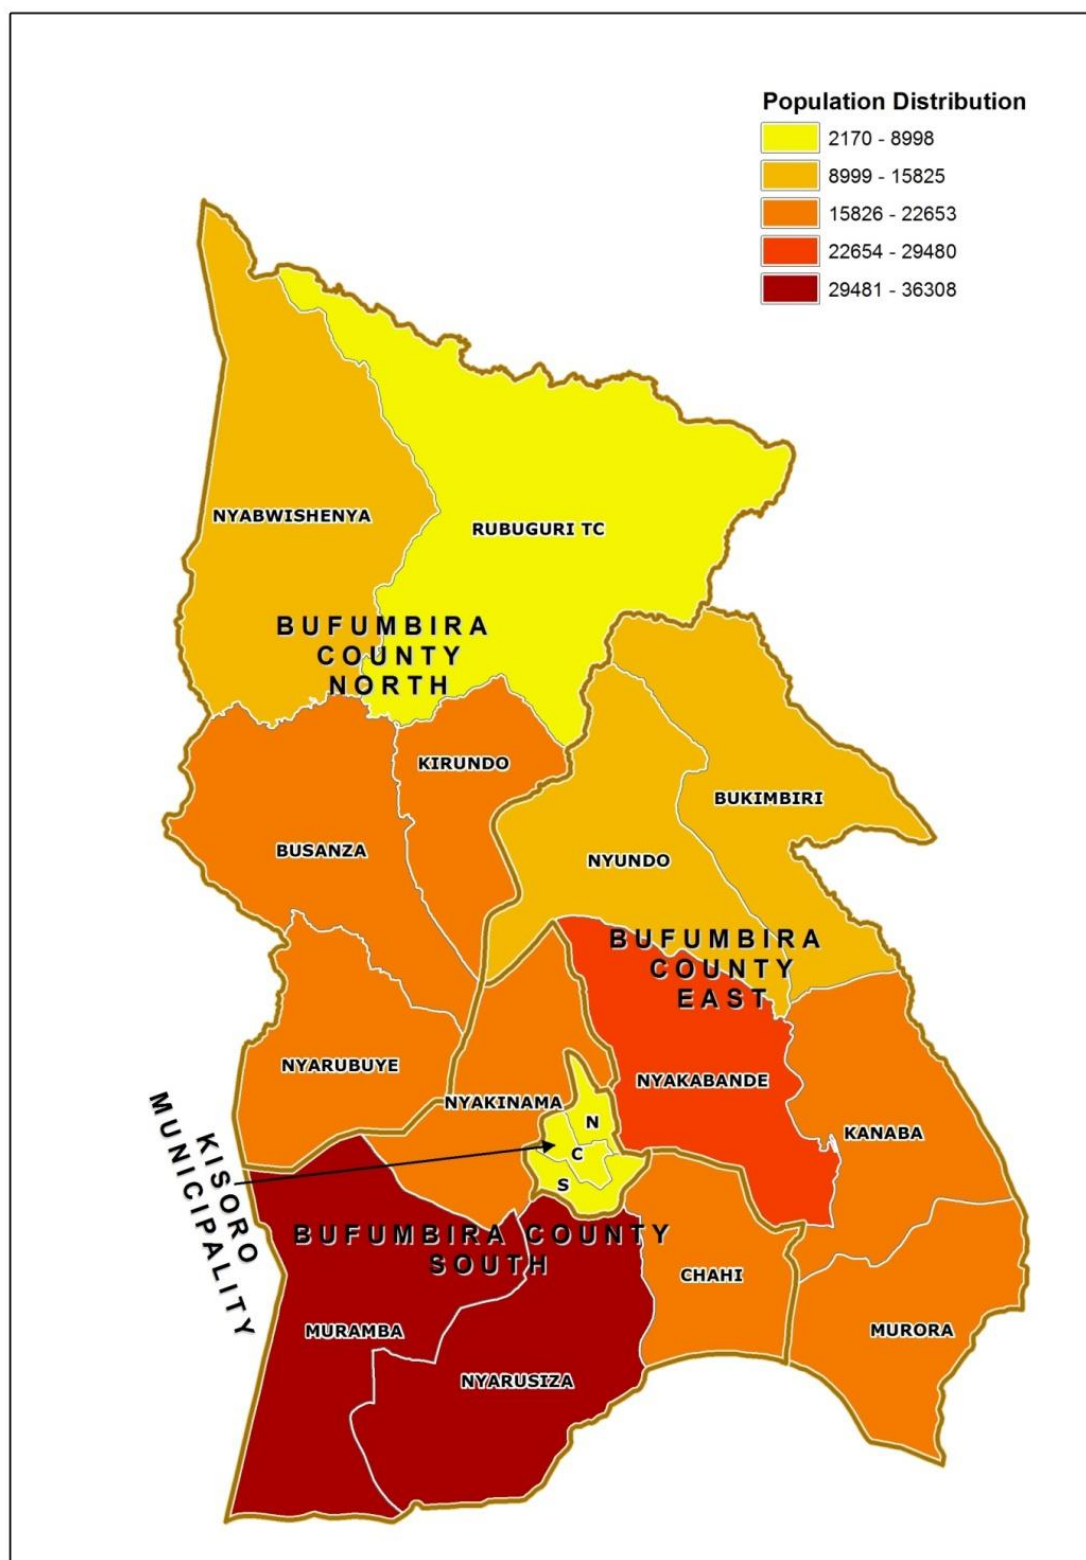 Population Distribution
2170 - 8998
8999 - 15825
15826 - 22653
22654 - 29480
29481 - 36308
NYABWISHENYA
RUBUGURI TC
BUFUMBIRA
COUNTY
NORTH
KIRUNDO
BUKIMBIRI
BUSANZA
NYUNDO
BUFUMBIRA
COUNTY
EAST
NYARUBUYE
NYAKABANDE
NYAKINAMA
N
KANABA
C
S
KISORO
MUNICIPALITY
BUFUMBIRA COUNTY
SOUTH
CHAHI
MURAMBA
MURORA
NYARUSIZA